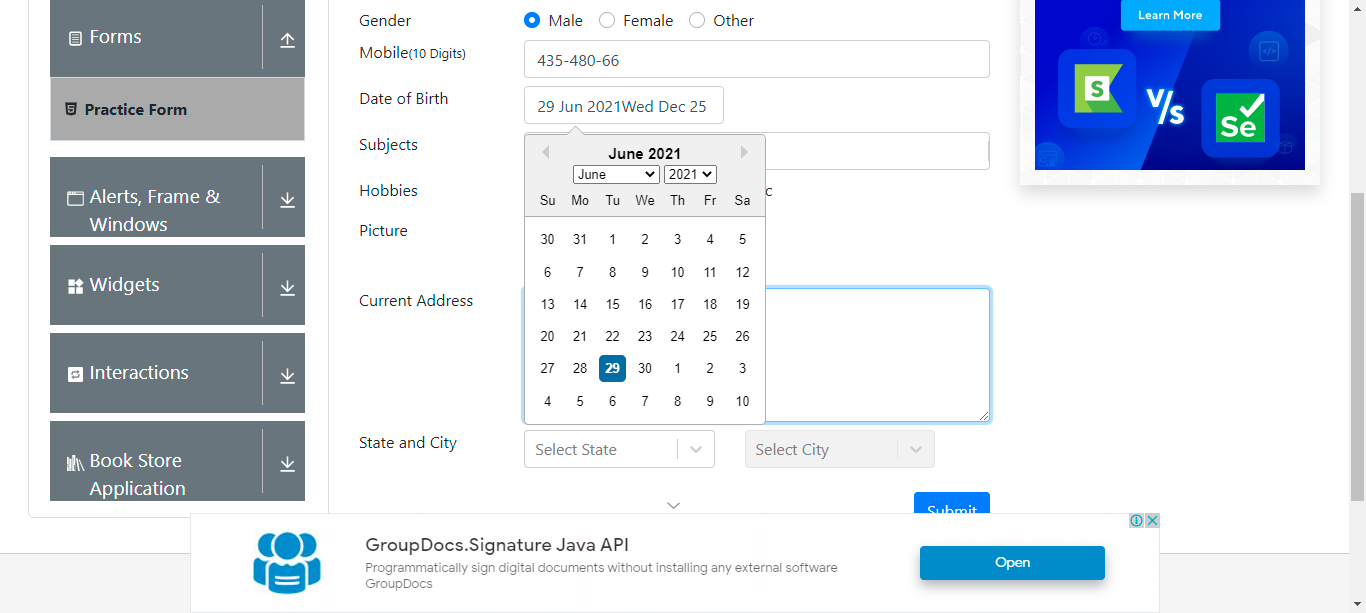 Forms
Practice Form
Alerts, Frame &
Windows
Widgets
Interactions
Book Store
Application
Gender
Male Female Other
Mobile(10 Digits)
435-480-66
Date of Birth
29 Jun 2021Wed Dec 25
Subjects
Hobbies
c
Picture
Current Address
State and City
June 2021
June 2021
Su Mo Tu We Th Fr Sa
30 31 1 2 3 4 5
6 7 8 9 10 11 12
13 14 15 16 17 18 19
20 21 22 23 24 25 26
27 28 29 30 1 2 3
4 5 6 7 8 9 10
Select State
Select City
Submit
Learn More
S
V/s
Se
GroupDocs.Signature Java API
Programmatically sign digital documents without installing any external software
GroupDocs
Open